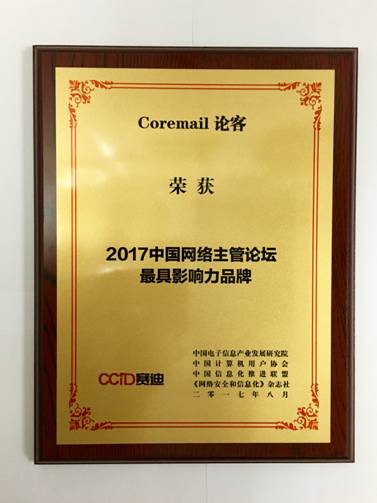 Coremail 论客
荣 获
2017中国网络主管论坛
最具影响力品牌
CCID赛迪
中国电子信息产业发展研究院
中国计算机用户协会
中国信息化推进联盟
《网络安全和信息化》杂志社
二零一七年八月